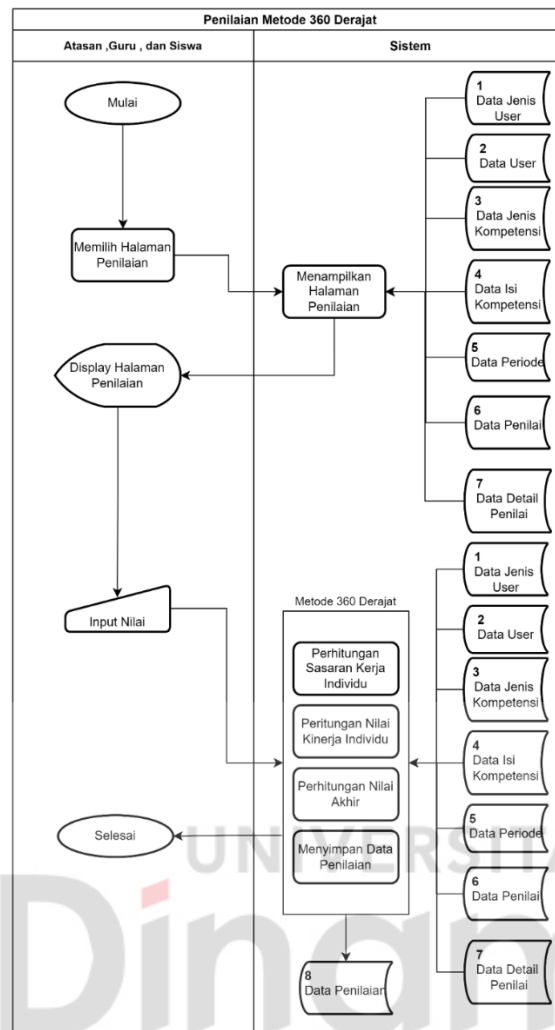 Penilaian Metode 360 Derajat
Atasan ,Guru , dan Siswa
Sistem
Mulai
Memilih Halaman
Penilaian
Menampilkan
Halaman
Penilaian
Display Halaman
Penilaian
Input Nilai
1
Data Jenis
User
2
Data User
3
Data Jenis
Kompetensi
4
Data Isi
Kompetensi
5
Data Periode
6
Data Penilai
7
Data Detail
Penilai
1
Data Jenis
User
2
Data User
3
Data Jenis
Kompetensi
4
Data Isi
Kompetensi
5
Data Periode
6
Data Penilai
7
Data Detail
Penilai
Metode 360 Derajat
Perhitungan
Sasaran Kerja
Individu
Peritungan Nilai
Kinerja Individu
Perhitungan Nilai
Akhir
Menyimpan Data
Penilaian
Selesai
8
Data Penilaian
UNIVERSITA
Dinam